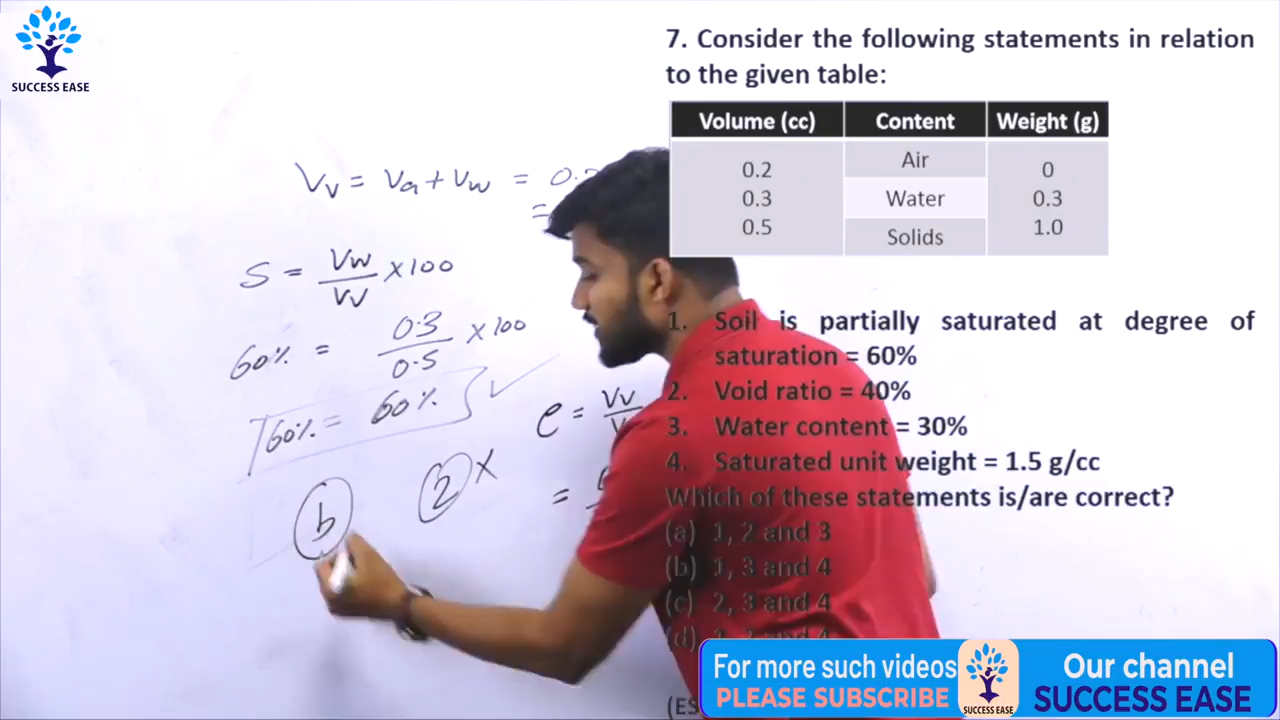 SUCCESS EASE
7. Consider the following statements in relation
to the given table:
Volume (cc) Content Weight (g)
0.2 Air 0
0.3 Water 0.3
0.5 Solids 1.0
Vv = Va + Vw = 0.
=
S = Vw/Vv × 100
60% = 0.3/0.5 × 100
60% = 60%
e = Vv
b
2 ×
=
1. Soil is partially saturated at degree of
saturation = 60%
2. Void ratio = 40%
3. Water content = 30%
4. Saturated unit weight = 1.5 g/cc
Which of these statements is/are correct?
(a) 1, 2 and 3
(b) 1, 3 and 4
(c) 2, 3 and 4
(d)
For more such videos
PLEASE SUBSCRIBE
SUCCESS EASE
Our channel
SUCCESS EASE
(ES